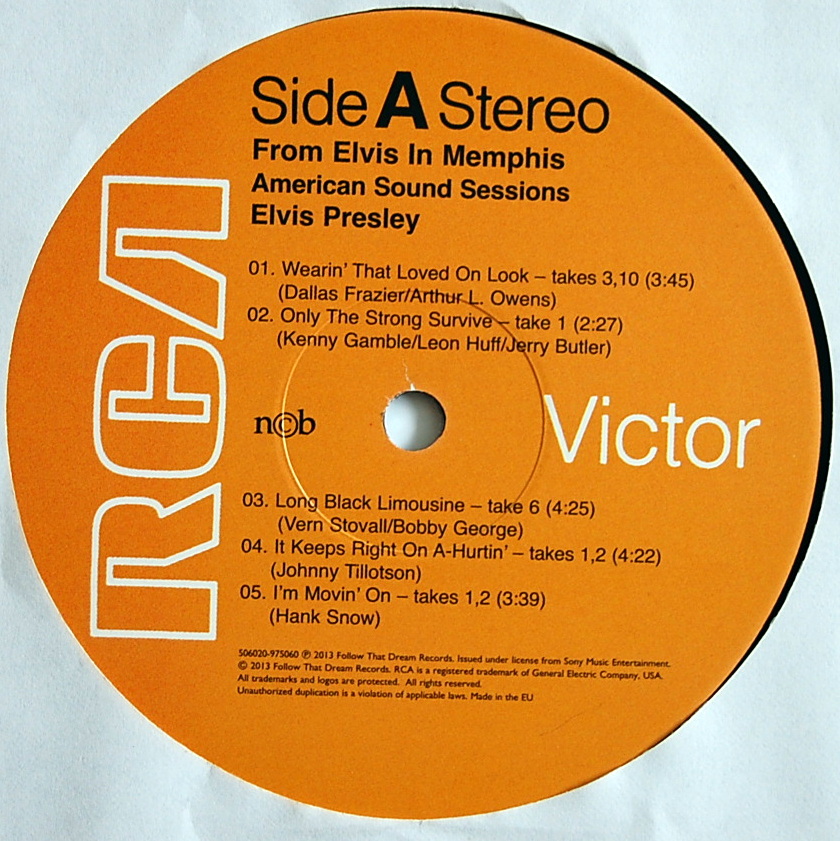 Side A Stereo
From Elvis In Memphis
American Sound Sessions
Elvis Presley
01. Wearin' That Loved On Look – takes 3,10 (3:45)
(Dallas Frazier/Arthur L. Owens)
02. Only The Strong Survive – take 1 (2:27)
(Kenny Gamble/Leon Huff/Jerry Butler)
RCA
n©b
Victor
03. Long Black Limousine – take 6 (4:25)
(Vern Stovall/Bobby George)
04. It Keeps Right On A-Hurtin' – takes 1,2 (4:22)
(Johnny Tillotson)
05. I'm Movin' On – takes 1,2 (3:39)
(Hank Snow)
506020-975060 ℗ 2013 Follow That Dream Records. Issued under license from Sony Music Entertainment.
© 2013 Follow That Dream Records. RCA is a registered trademark of General Electric Company, USA.
All trademarks and logos are protected. All rights reserved.
Unauthorized duplication is a violation of applicable laws. Made in the EU